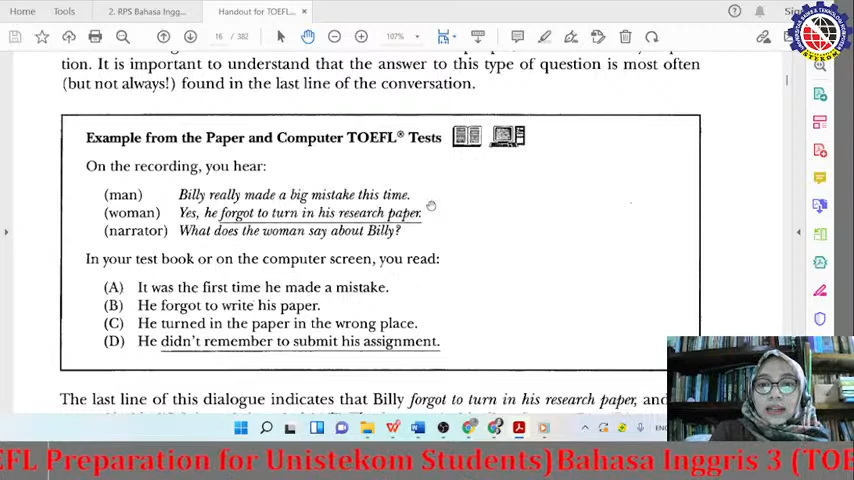 Home
Tools
2. RPS Bahasa Ingg...
Handout for TOEFL...
×
16 / 382
107%
tion. It is important to understand that the answer to this type of question is most often
(but not always!) found in the last line of the conversation.
Example from the Paper and Computer TOEFL® Tests
On the recording, you hear:
(man) Billy really made a big mistake this time.
(woman) Yes, he forgot to turn in his research paper.
(narrator) What does the woman say about Billy?
In your test book or on the computer screen, you read:
(A) It was the first time he made a mistake.
(B) He forgot to write his paper.
(C) He turned in the paper in the wrong place.
(D) He didn't remember to submit his assignment.
The last line of this dialogue indicates that Billy forgot to turn in his research paper, and
STEKOM
EFL Preparation for Unistekom Students) Bahasa Inggris 3 (TOE